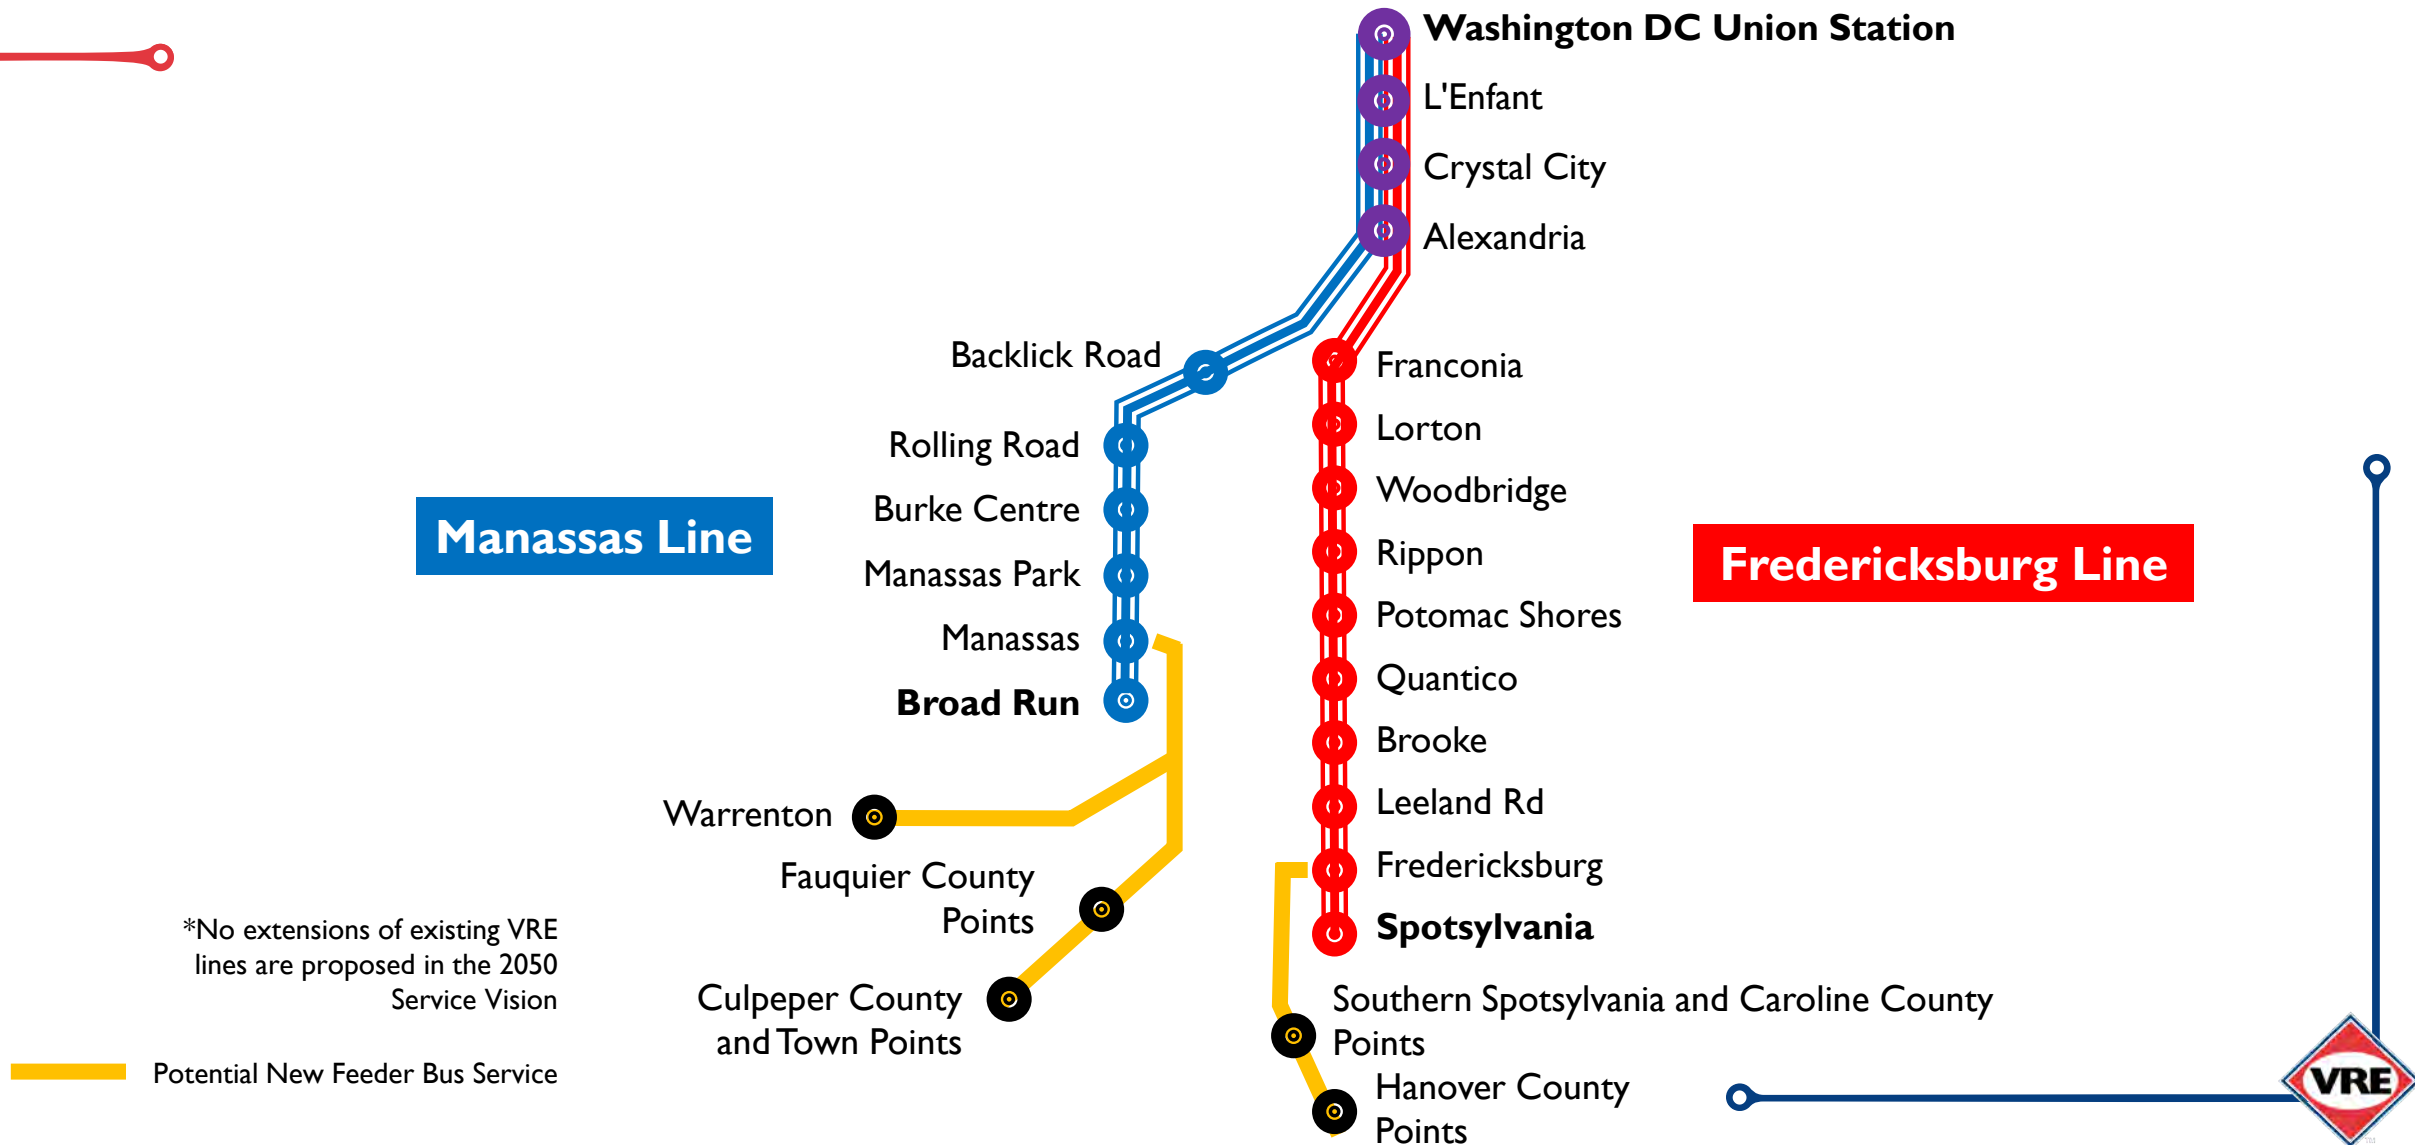 Washington DC Union Station
L'Enfant
Crystal City
Alexandria
Backlick Road
Rolling Road
Burke Centre
Manassas Park
Manassas
Broad Run
Manassas Line
Franconia
Lorton
Woodbridge
Rippon
Potomac Shores
Quantico
Brooke
Leeland Rd
Fredericksburg
Spotsylvania
Fredericksburg Line
Warrenton
Fauquier County
Points
Culpeper County
and Town Points
Southern Spotsylvania and Caroline County
Points
Hanover County
Points
*No extensions of existing VRE
lines are proposed in the 2050
Service Vision
Potential New Feeder Bus Service
VRE